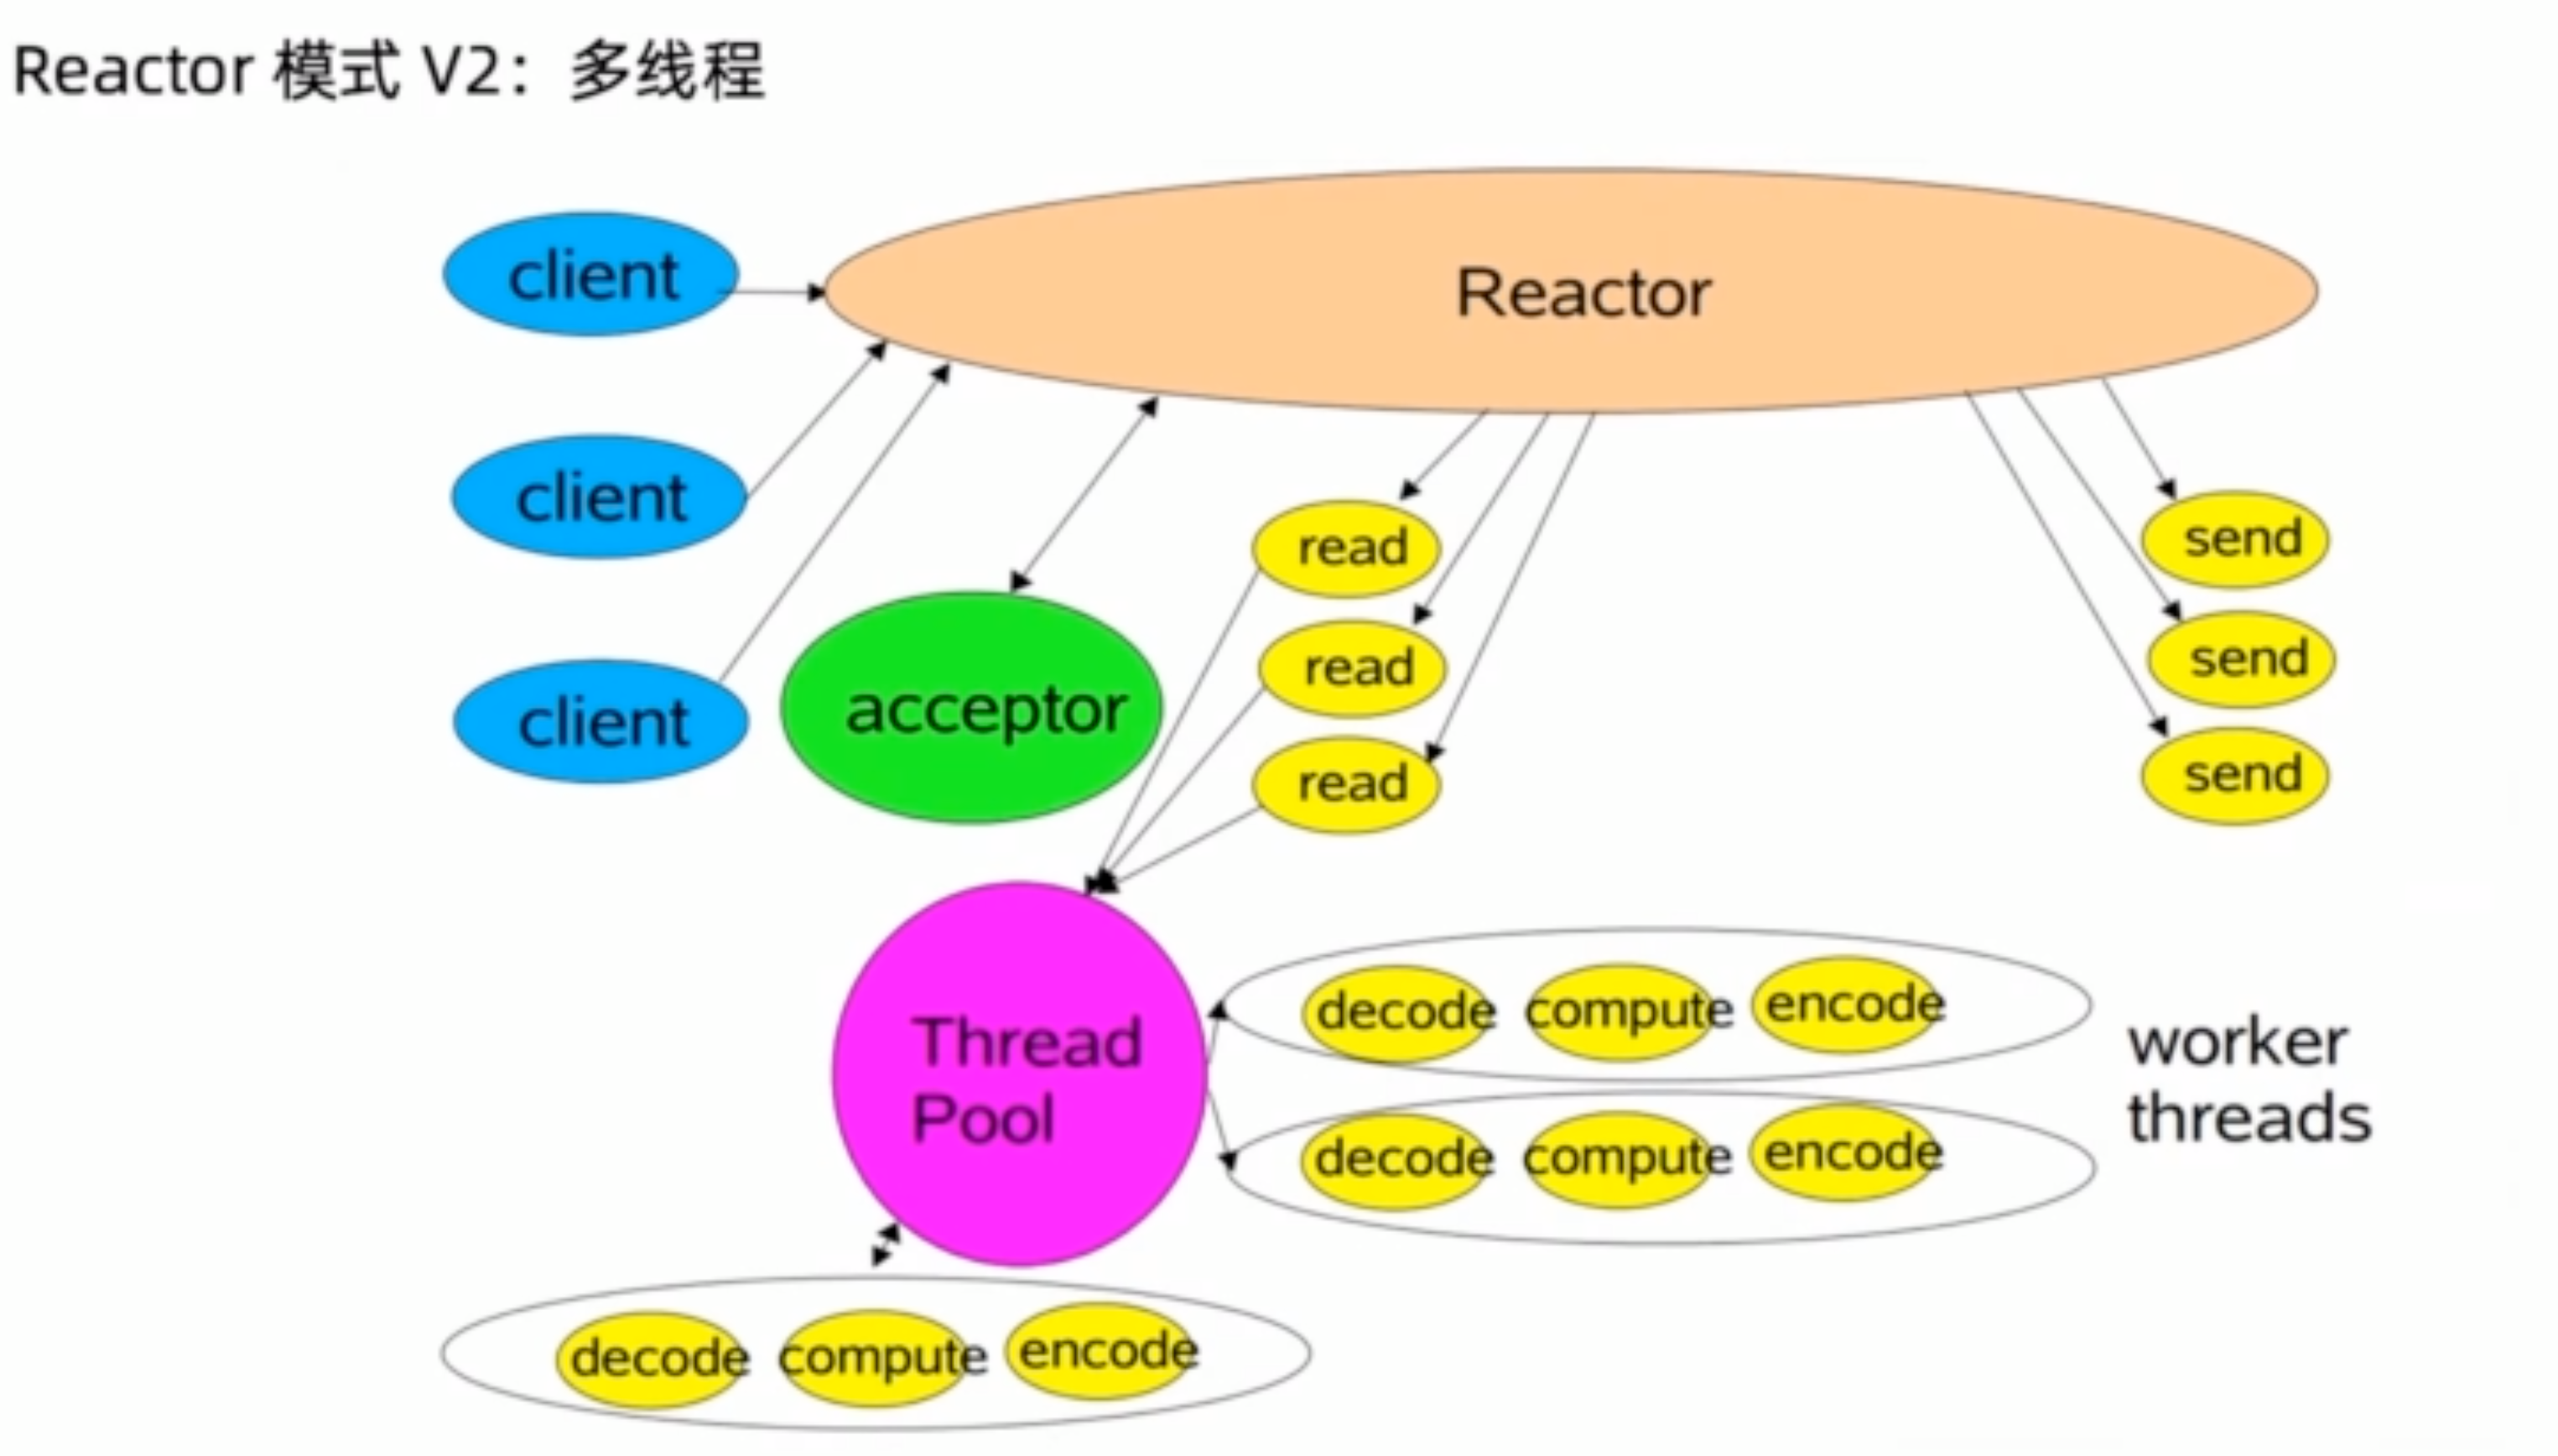 Reactor 模式 V2：多线程
client
Reactor
client
client
acceptor
read
read
read
send
send
send
Thread
Pool
decode compute encode
decode compute encode
worker
threads
decode compute encode